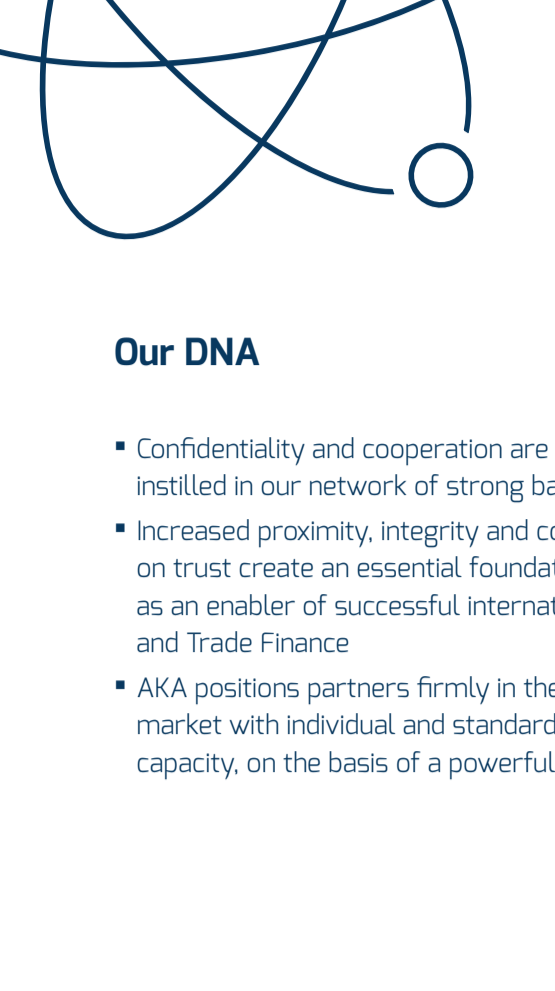 Our DNA
▪ Confidentiality and cooperation are
instilled in our network of strong
▪ Increased proximity, integrity and
on trust create an essential
as an enabler of successful
and Trade Finance
▪ AKA positions partners firmly in the
market with individual and
capacity, on the basis of a powerful